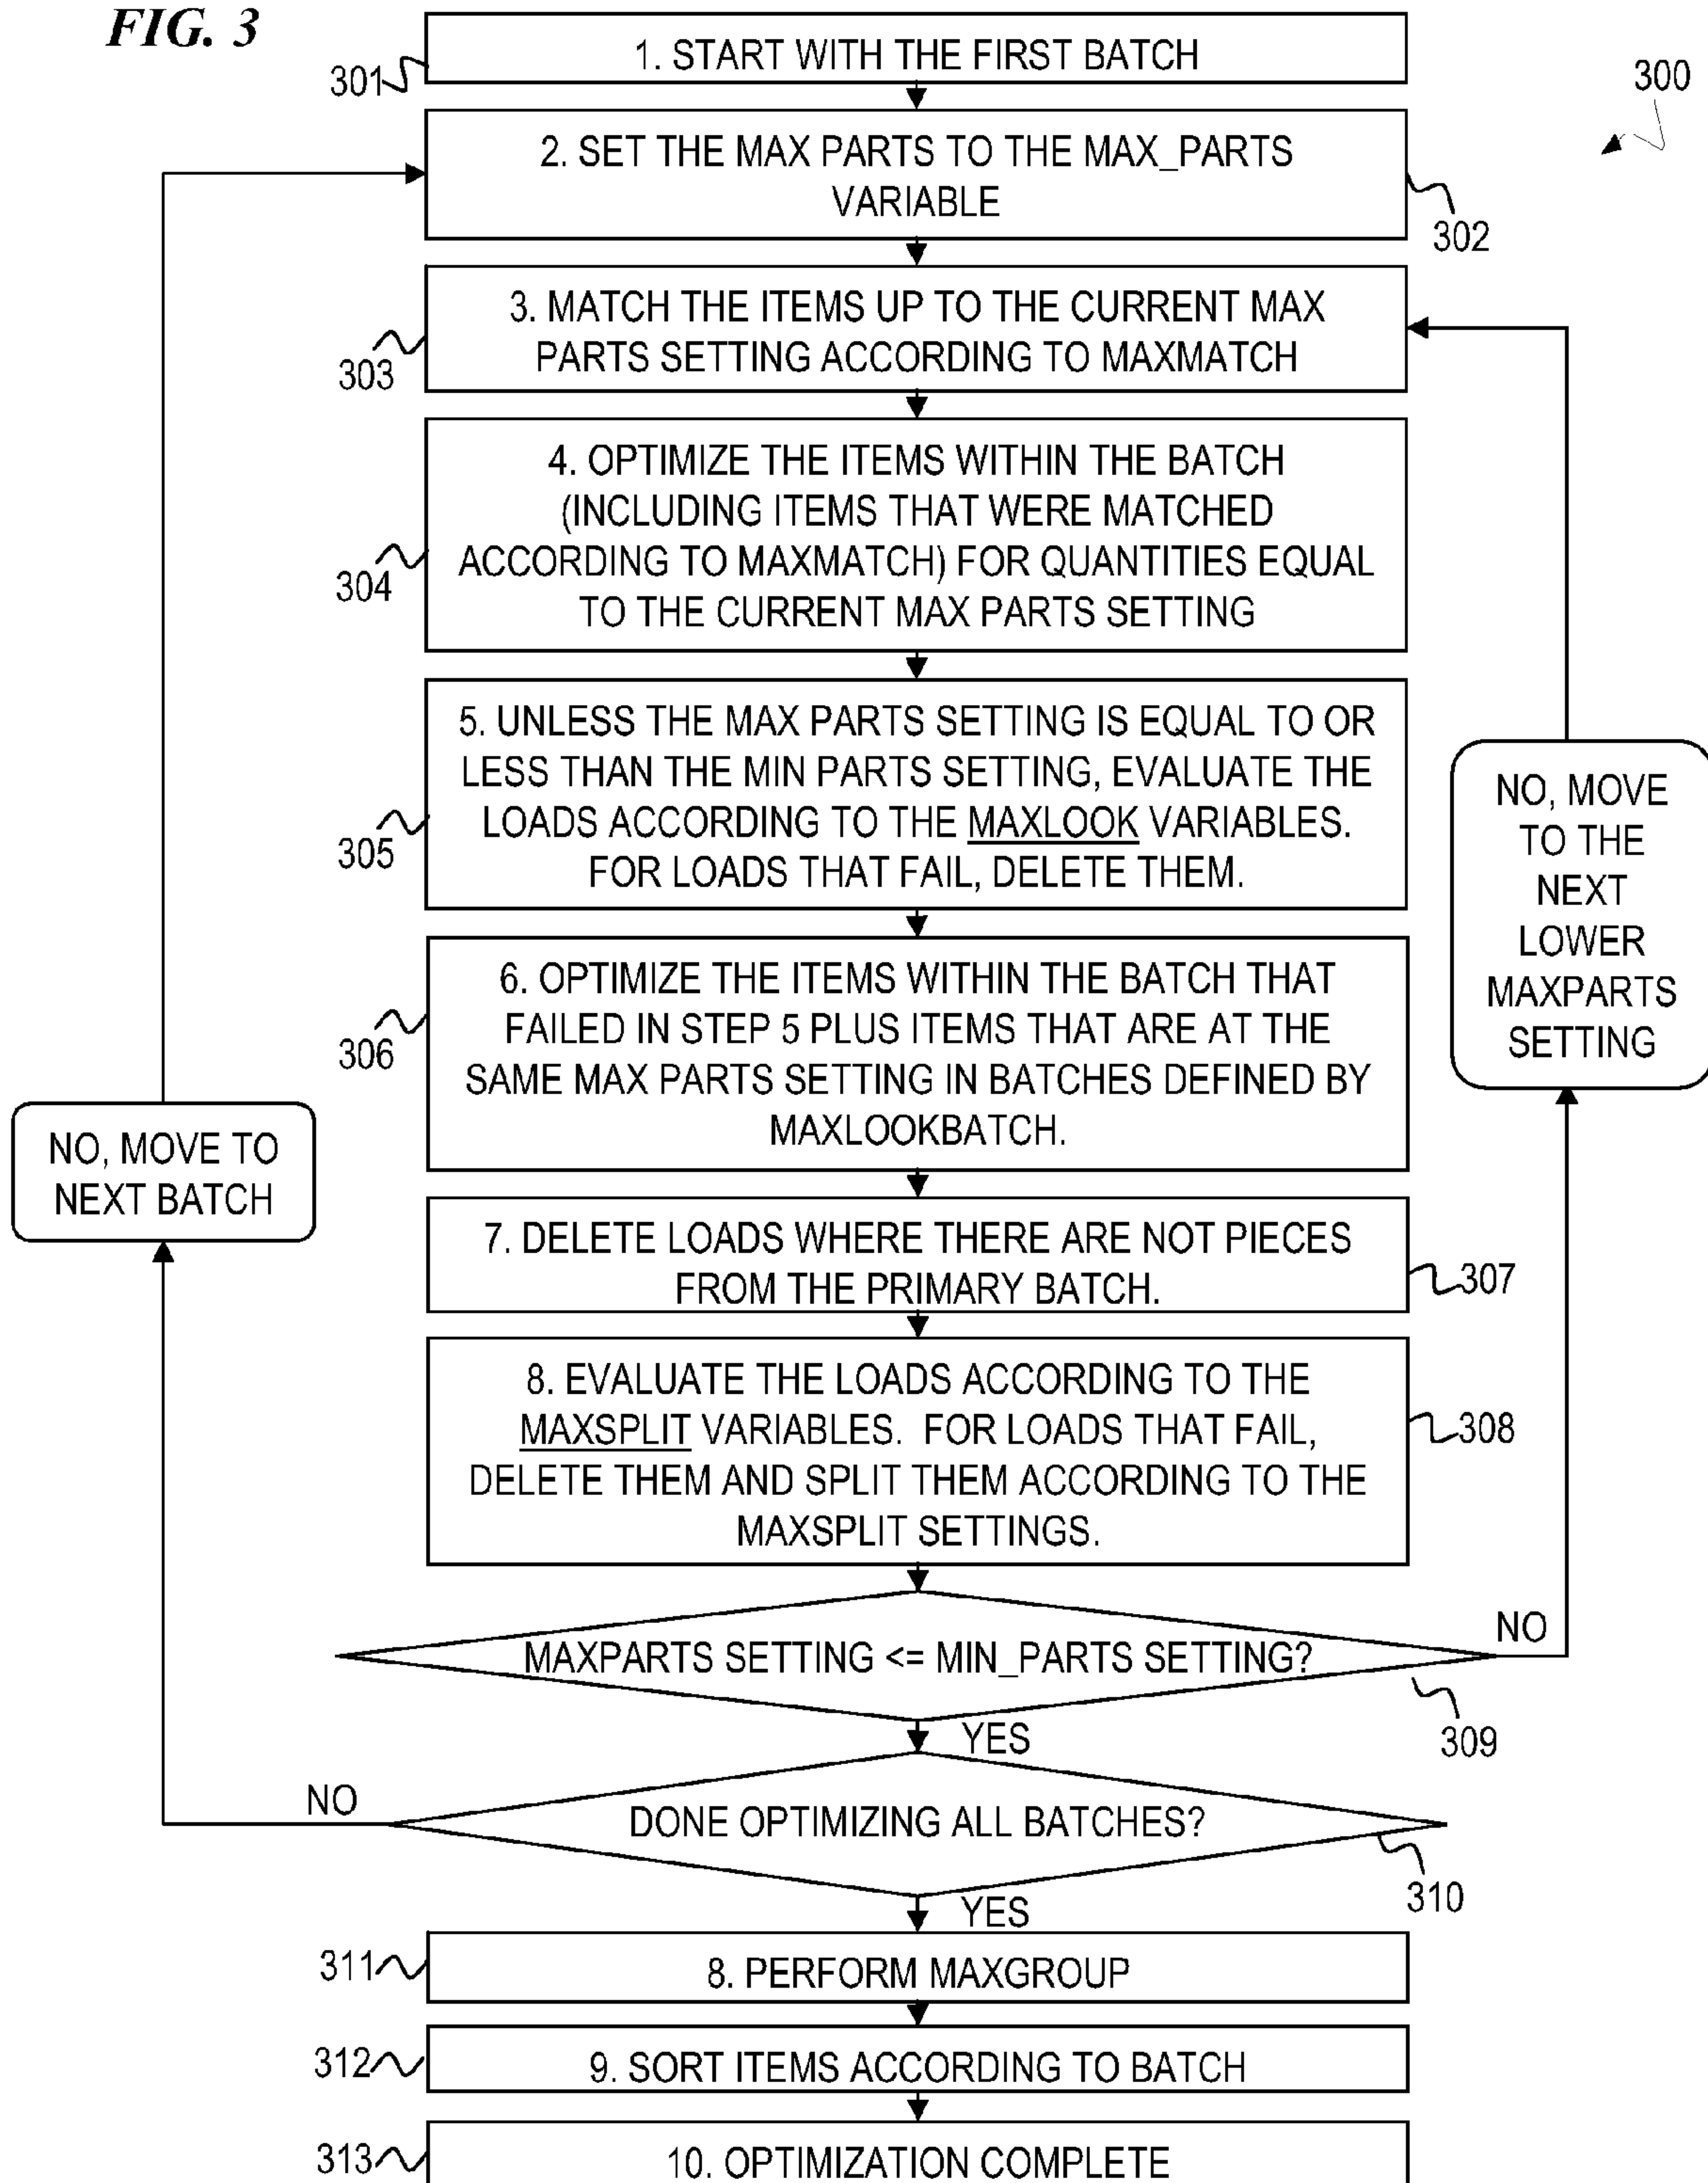 FIG. 3
300
1. START WITH THE FIRST BATCH
301
2. SET THE MAX PARTS TO THE MAX_PARTS
VARIABLE
302
3. MATCH THE ITEMS UP TO THE CURRENT MAX
PARTS SETTING ACCORDING TO MAXMATCH
303
4. OPTIMIZE THE ITEMS WITHIN THE BATCH
(INCLUDING ITEMS THAT WERE MATCHED
ACCORDING TO MAXMATCH) FOR QUANTITIES EQUAL
TO THE CURRENT MAX PARTS SETTING
304
5. UNLESS THE MAX PARTS SETTING IS EQUAL TO OR
LESS THAN THE MIN PARTS SETTING, EVALUATE THE
LOADS ACCORDING TO THE MAXLOOK VARIABLES.
FOR LOADS THAT FAIL, DELETE THEM.
305
6. OPTIMIZE THE ITEMS WITHIN THE BATCH THAT
FAILED IN STEP 5 PLUS ITEMS THAT ARE AT THE
SAME MAX PARTS SETTING IN BATCHES DEFINED BY
MAXLOOKBATCH.
306
7. DELETE LOADS WHERE THERE ARE NOT PIECES
FROM THE PRIMARY BATCH.
307
8. EVALUATE THE LOADS ACCORDING TO THE
MAXSPLIT VARIABLES. FOR LOADS THAT FAIL,
DELETE THEM AND SPLIT THEM ACCORDING TO THE
MAXSPLIT SETTINGS.
308
MAXPARTS SETTING <= MIN_PARTS SETTING?
309
NO
NO, MOVE
TO THE
NEXT
LOWER
MAXPARTS
SETTING
YES
DONE OPTIMIZING ALL BATCHES?
310
NO
NO, MOVE TO
NEXT BATCH
YES
8. PERFORM MAXGROUP
311
9. SORT ITEMS ACCORDING TO BATCH
312
10. OPTIMIZATION COMPLETE
313